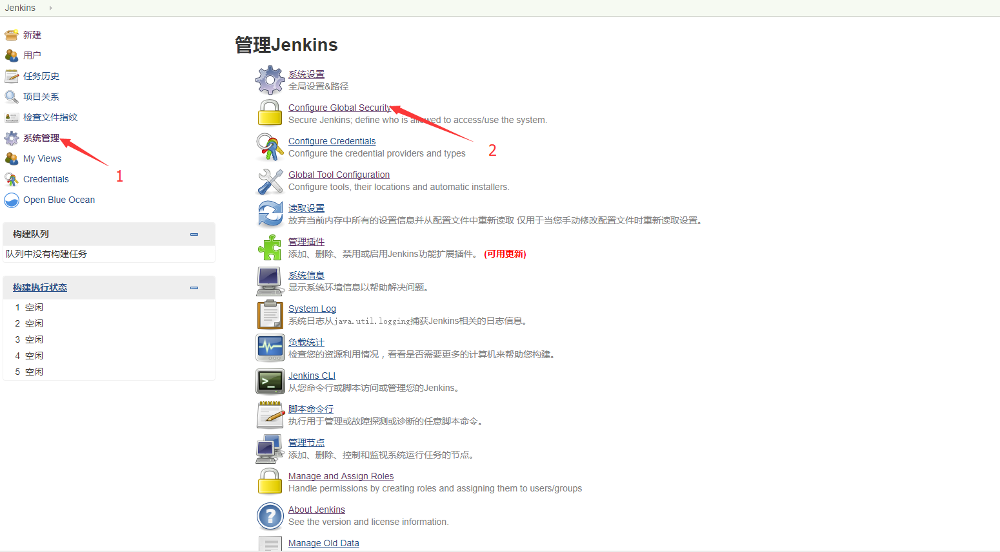 Jenkins
新建
用户
任务历史
项目关系
检查文件指纹
系统管理
My Views
Credentials
Open Blue Ocean
1
构建队列
队列中没有构建任务
构建执行状态
1 空闲
2 空闲
3 空闲
4 空闲
5 空闲
管理Jenkins
系统设置
全局设置&路径
Configure Global Security
Secure Jenkins; define who is allowed to access/use the system.
2
Configure Credentials
Configure the credential providers and types
Global Tool Configuration
Configure tools, their locations and automatic installers.
读取设置
放弃当前内存中所有的设置信息并从配置文件中重新读取 仅用于当您手动修改配置文件时重新读取设置。
管理插件
添加、删除、禁用或启用Jenkins功能扩展插件。 (可用更新)
系统信息
显示系统环境信息以帮助解决问题。
System Log
系统日志从java.util.logging捕获Jenkins相关的日志信息。
负载统计
检查您的资源利用情况，看看是否需要更多的计算机来帮助您构建。
Jenkins CLI
从您命令行或脚本访问或管理您的Jenkins。
脚本命令行
执行用于管理或故障探测或诊断的任意脚本命令。
管理节点
添加、删除、控制和监视系统运行任务的节点。
Manage and Assign Roles
Handle permissions by creating roles and assigning them to users/groups
About Jenkins
See the version and license information.
Manage Old Data